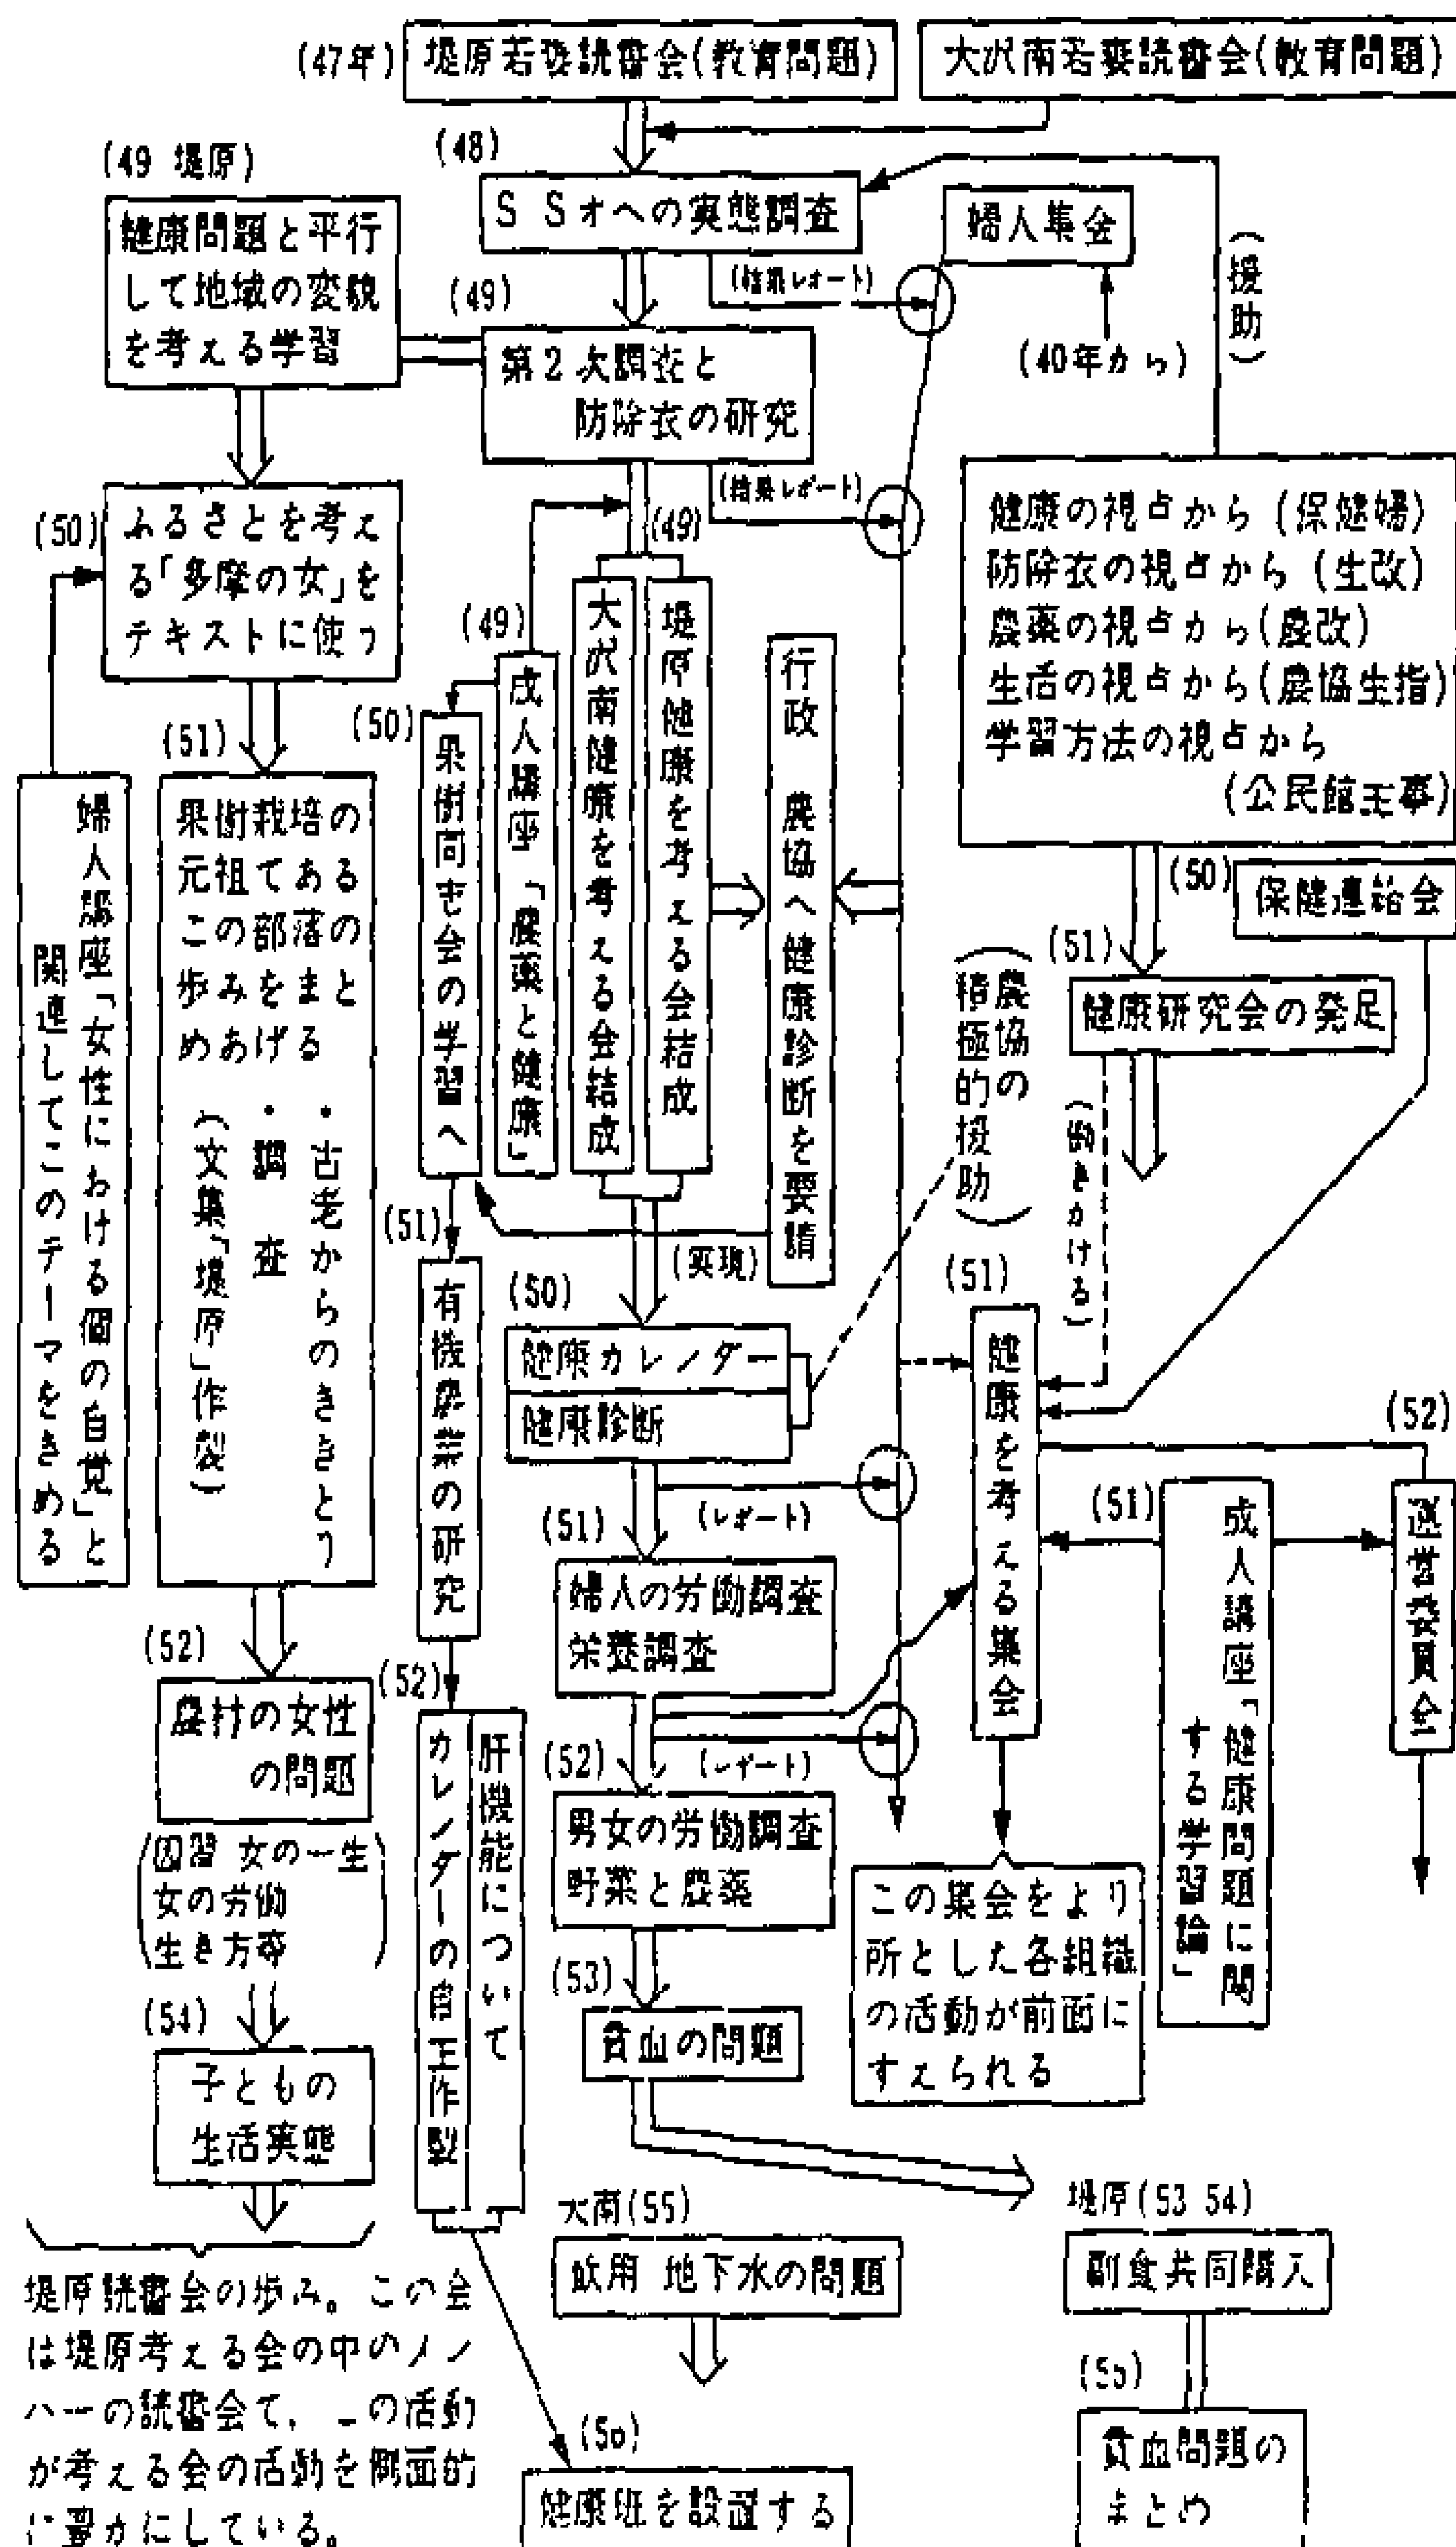 (47年)
堤原若妻読書会(教育問題)
大沢南若妻読書会(教育問題)
(48)
SSオペの実態調査
(結果レポート)
婦人集会
(40年から)
(援助)
(49 堤原)
健康問題と平行
して地域の変貌
を考える学習
(49)
第2次調査と
防除衣の研究
(結果レポート)
健康の視点から(保健婦)
防除衣の視点から(生改)
農薬の視点から(農改)
生活の視点から(農協生指)
学習方法の視点から
(公民館主事)
(50)
ふるさとを考え
る「多摩の女」を
テキストに使っ
婦人講座「女性における個の自覚」と
関連してこのテーマをきめる
(51)
果樹栽培の
元祖である
この部落の
歩みをまと
めあげる
・古老からのききとり
・調査
(文集「堤原」作製)
(52)
農村の女性
の問題
(因習 女の一生
女の労働
生き方等)
(54)
子どもの
生活実態
堤原読書会の歩み。この会
は堤原考える会の中のメン
バーの読書会で、この活動
が考える会の活動を側面的
に豊かにしている。
(49)
成人講座「農薬と健康」
(50)
果樹同志会の学習へ
(51)
有機農業の研究
(52)
肝機能について
カレンダーの自主作製
(49)
大沢南健康を考える会結成
堤原健康を考える会結成
行政 農協へ健康診断を要請
(実現)
(農協の
積極的援助)
(50)
健康カレンダー
健康診断
(レポート)
(51)
婦人の労働調査
栄養調査
(レポート)
(52)
男女の労働調査
野菜と農薬
(53)
貧血の問題
大南(55)
飲用 地下水の問題
健康班を設置する
堤原(53 54)
副食共同購入
貧血問題の
まとめ
(50)
保健連絡会
(51)
健康研究会の発足
(働きかける)
(51)
健康を考える集会
この集会をより
所とした各組織
の活動が前面に
すえられる
(51)
成人講座「健康問題に関
する学習論」
(52)
運営委員会